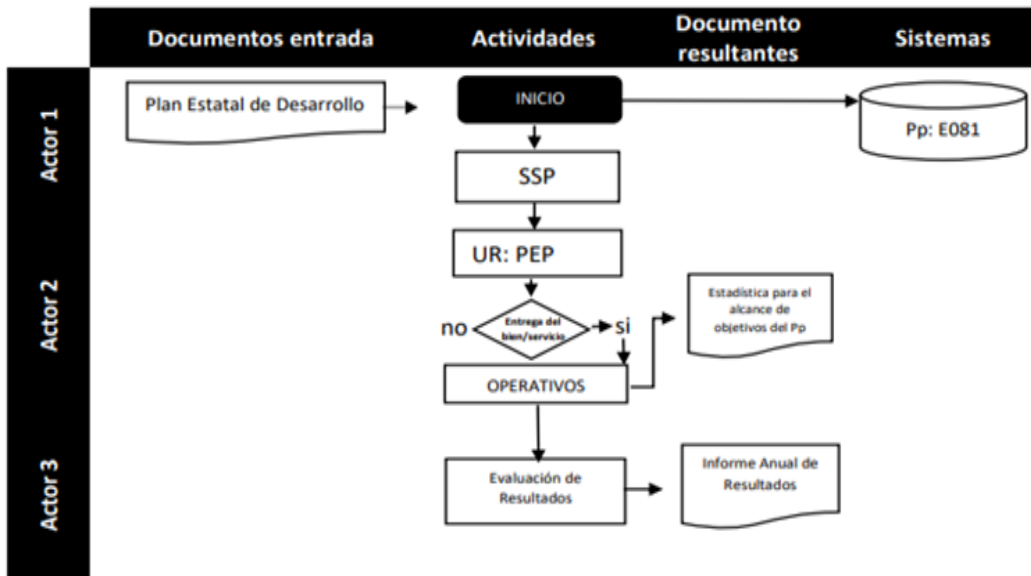 Documentos entrada
Actividades
Documento
resultantes
Sistemas
Actor 1
Plan Estatal de Desarrollo
INICIO
Pp: E081
SSP
Actor 2
UR: PEP
no
Entrega del
bien/servicio
si
Estadística para el
alcance de
objetivos del Pp
OPERATIVOS
Actor 3
Evaluación de
Resultados
Informe Anual de
Resultados